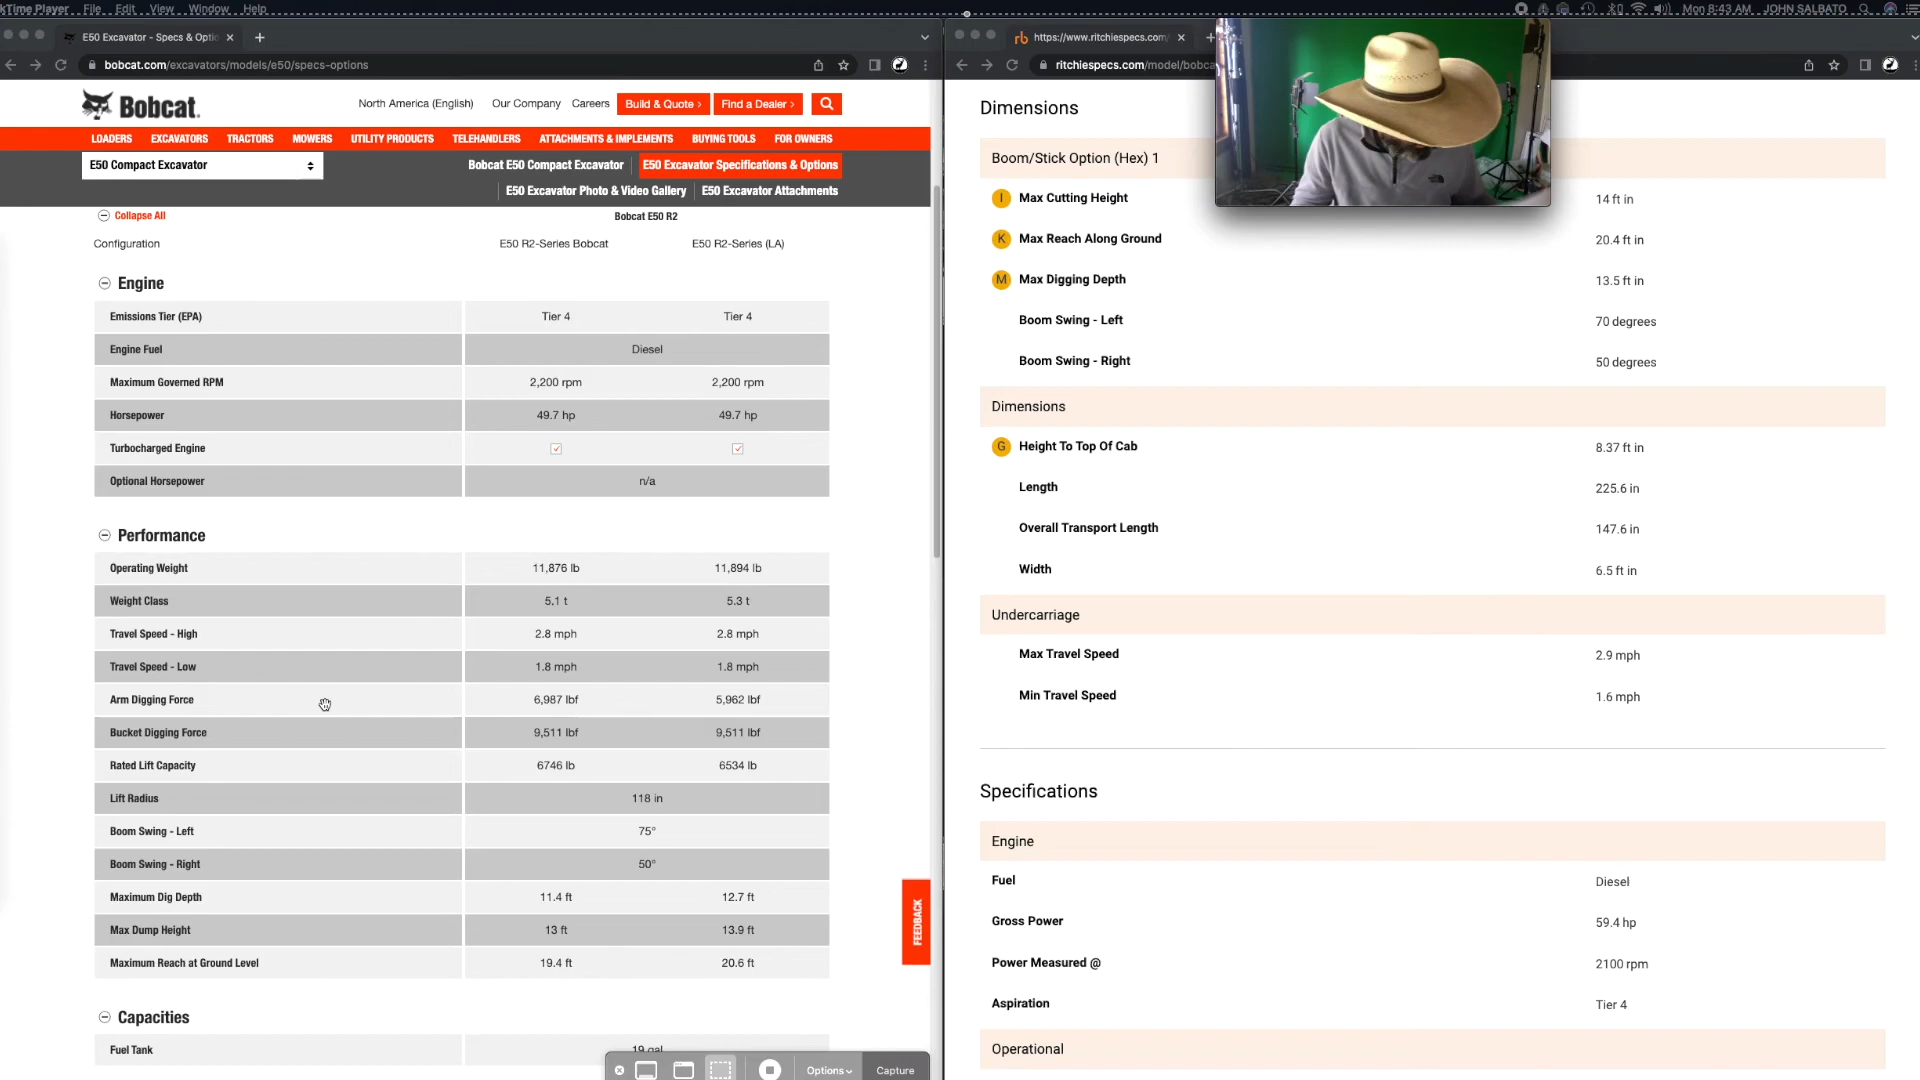 kTime Player File Edit View Window Help
Mon 8:43 AM JOHN SALBATO
E50 Excavator - Specs & Optio
bobcat.com/excavators/models/e50/specs-options
Bobcat.
North America (English) Our Company Careers Build & Quote › Find a Dealer ›
LOADERS EXCAVATORS TRACTORS MOWERS UTILITY PRODUCTS TELEHANDLERS ATTACHMENTS & IMPLEMENTS BUYING TOOLS FOR OWNERS
E50 Compact Excavator
Bobcat E50 Compact Excavator E50 Excavator Specifications & Options
E50 Excavator Photo & Video Gallery E50 Excavator Attachments
Collapse All Bobcat E50 R2
Configuration E50 R2-Series Bobcat E50 R2-Series (LA)
Engine
Emissions Tier (EPA) Tier 4 Tier 4
Engine Fuel Diesel
Maximum Governed RPM 2,200 rpm 2,200 rpm
Horsepower 49.7 hp 49.7 hp
Turbocharged Engine
Optional Horsepower n/a
Performance
Operating Weight 11,876 lb 11,894 lb
Weight Class 5.1 t 5.3 t
Travel Speed - High 2.8 mph 2.8 mph
Travel Speed - Low 1.8 mph 1.8 mph
Arm Digging Force 6,987 lbf 5,962 lbf
Bucket Digging Force 9,511 lbf 9,511 lbf
Rated Lift Capacity 6746 lb 6534 lb
Lift Radius 118 in
Boom Swing - Left 75°
Boom Swing - Right 50°
Maximum Dig Depth 11.4 ft 12.7 ft
Max Dump Height 13 ft 13.9 ft
Maximum Reach at Ground Level 19.4 ft 20.6 ft
Capacities
Fuel Tank 19 gal
FEEDBACK
Options Capture
rb https://www.ritchiespecs.com/
ritchiespecs.com/model/bobca
Dimensions
Boom/Stick Option (Hex) 1
I Max Cutting Height 14 ft in
K Max Reach Along Ground 20.4 ft in
M Max Digging Depth 13.5 ft in
Boom Swing - Left 70 degrees
Boom Swing - Right 50 degrees
Dimensions
G Height To Top Of Cab 8.37 ft in
Length 225.6 in
Overall Transport Length 147.6 in
Width 6.5 ft in
Undercarriage
Max Travel Speed 2.9 mph
Min Travel Speed 1.6 mph
Specifications
Engine
Fuel Diesel
Gross Power 59.4 hp
Power Measured @ 2100 rpm
Aspiration Tier 4
Operational